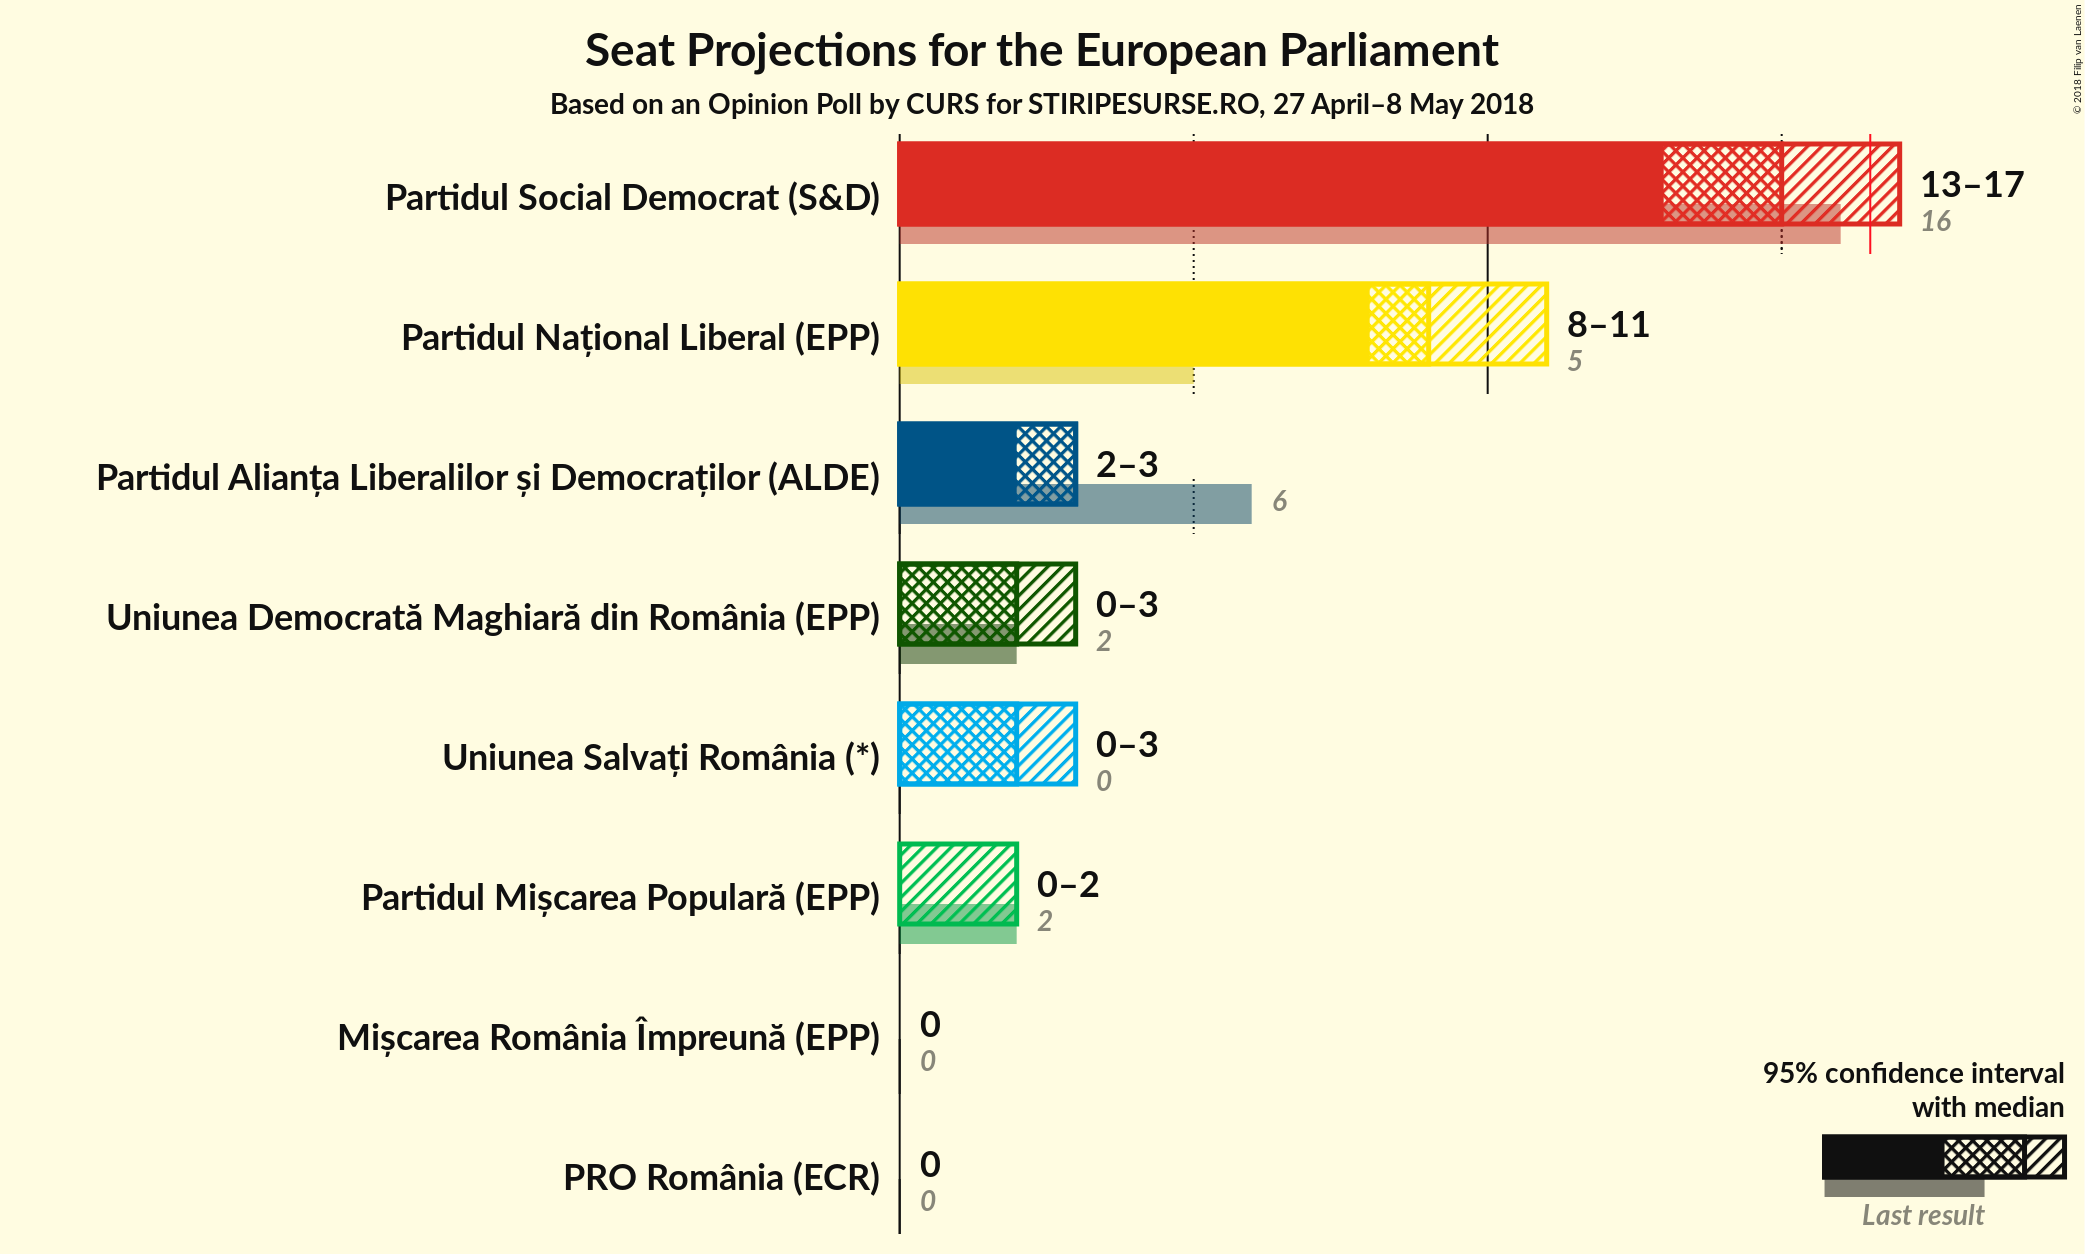 Seat Projections for the European Parliament
Based on an Opinion Poll by CURS for STIRIPESURSE.RO, 27 April–8 May 2018
© 2018 Filip van Laenen
Partidul Social Democrat (S&D)
13–17
16
Partidul Național Liberal (EPP)
8–11
5
Partidul Alianța Liberalilor și Democraților (ALDE)
2–3
6
Uniunea Democrată Maghiară din România (EPP)
0–3
2
Uniunea Salvați România (*)
0–3
0
Partidul Mișcarea Populară (EPP)
0–2
2
Mișcarea România Împreună (EPP)
0
0
PRO România (ECR)
0
0
95% confidence interval
with median
Last result